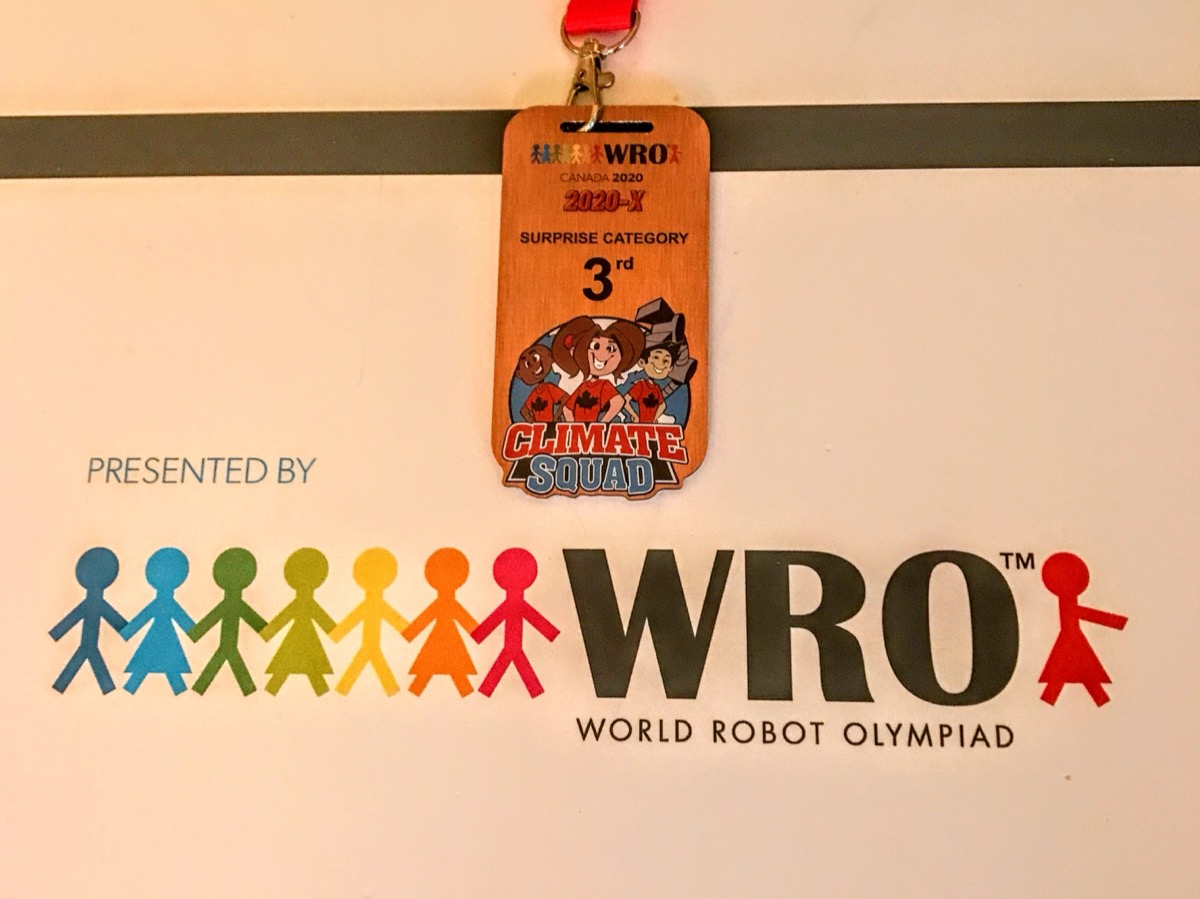 WRO
CANADA 2020
2020-X
SURPRISE CATEGORY
3rd
CLIMATE
SQUAD
PRESENTED BY
WRO™
WORLD ROBOT OLYMPIAD